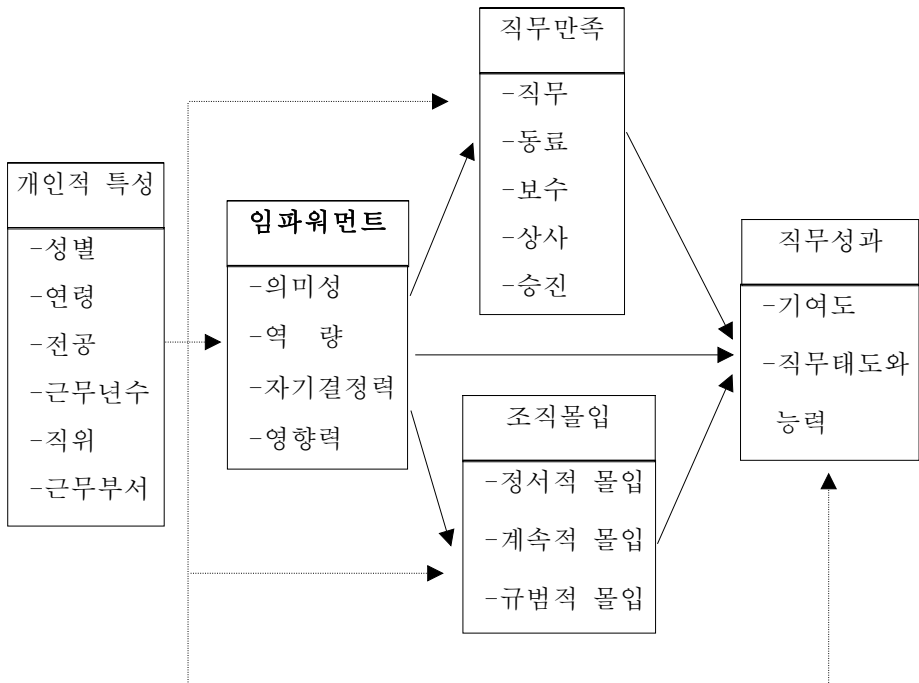 개인적 특성
-성별
-연령
-전공
-근무년수
-직위
-근무부서
임파워먼트
-의미성
-역 량
-자기결정력
-영향력
직무만족
-직무
-동료
-보수
-상사
-승진
조직몰입
-정서적 몰입
-계속적 몰입
-규범적 몰입
직무성과
-기여도
-직무태도와
능력